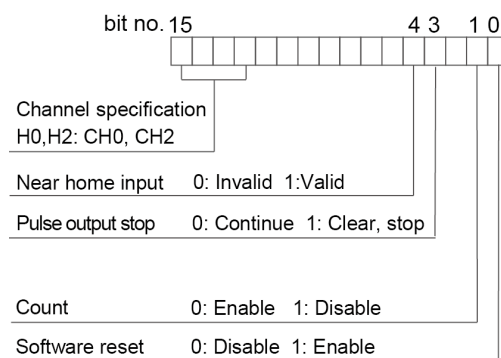 bit no. 15 4 3 1 0
Channel specification
H0,H2: CH0, CH2
Near home input 0: Invalid 1:Valid
Pulse output stop 0: Continue 1: Clear, stop
Count 0: Enable 1: Disable
Software reset 0: Disable 1: Enable